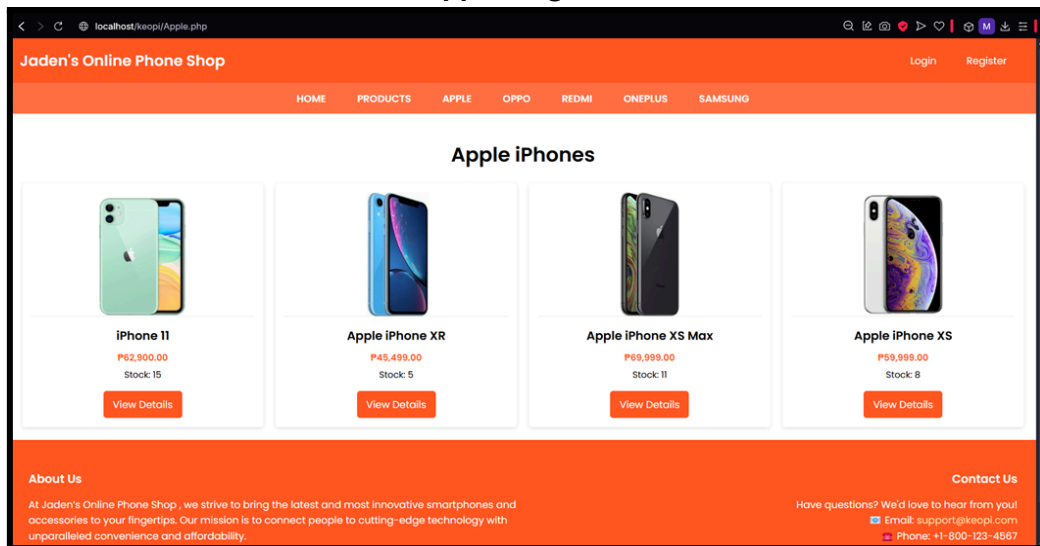 localhost/keopi/Apple.php
M
Jaden's Online Phone Shop
Login Register
HOME PRODUCTS APPLE OPPO REDMI ONEPLUS SAMSUNG
Apple iPhones
iPhone 11
₱62,900.00
Stock: 15
View Details
Apple iPhone XR
₱45,499.00
Stock: 5
View Details
Apple iPhone XS Max
₱69,999.00
Stock: 11
View Details
Apple iPhone XS
₱59,999.00
Stock: 8
View Details
About Us
At Jaden's Online Phone Shop , we strive to bring the latest and most innovative smartphones and
accessories to your fingertips. Our mission is to connect people to cutting-edge technology with
unparalleled convenience and affordability.
Contact Us
Have questions? We'd love to hear from you!
Email: support@keopi.com
Phone: +1-800-123-4567